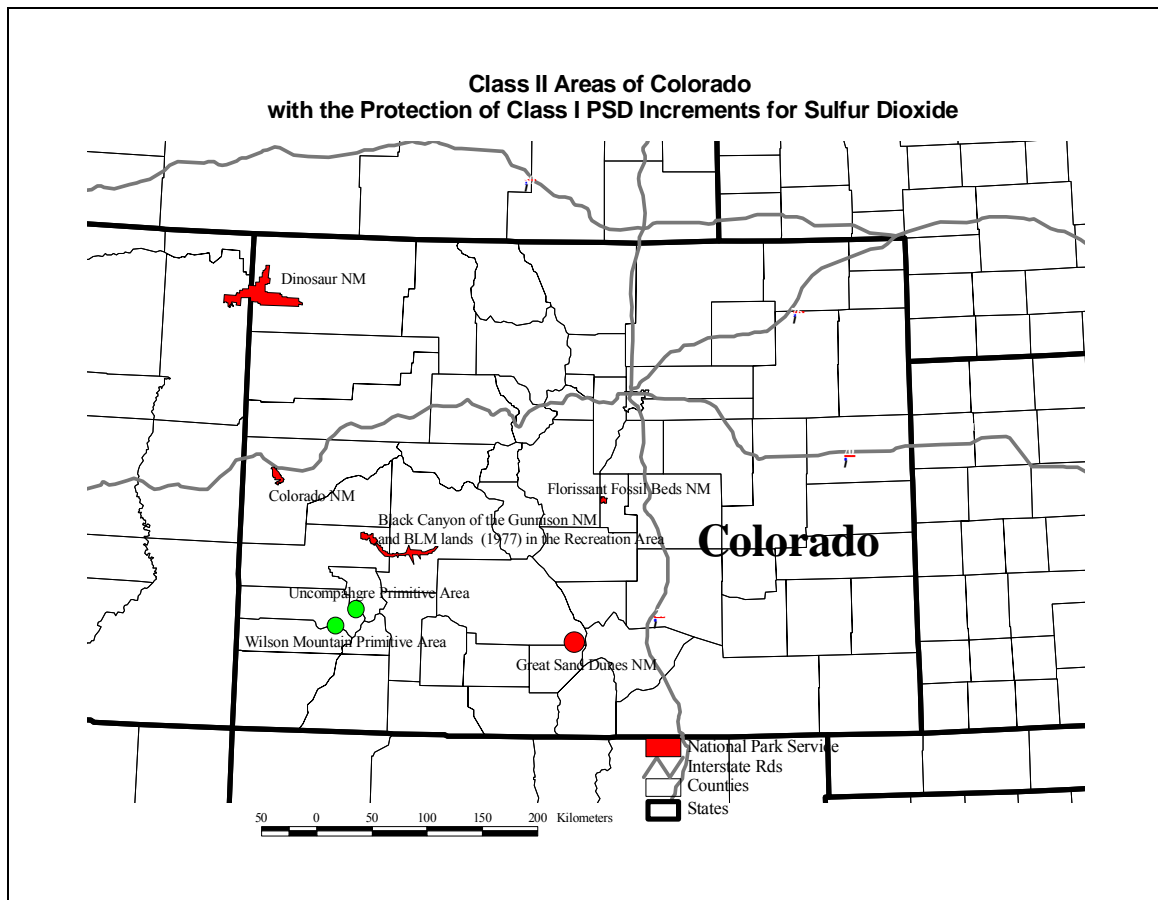 Class II Areas of Colorado
with the Protection of Class I PSD Increments for Sulfur Dioxide
Dinosaur NM
Colorado NM
Florissant Fossil Beds NM
Black Canyon of the Gunnison NM
and BLM lands (1977) in the Recreation Area
Colorado
Uncompahgre Primitive Area
Wilson Mountain Primitive Area
Great Sand Dunes NM
National Park Service
Interstate Rds
Counties
States
50 0 50 100 150 200 Kilometers